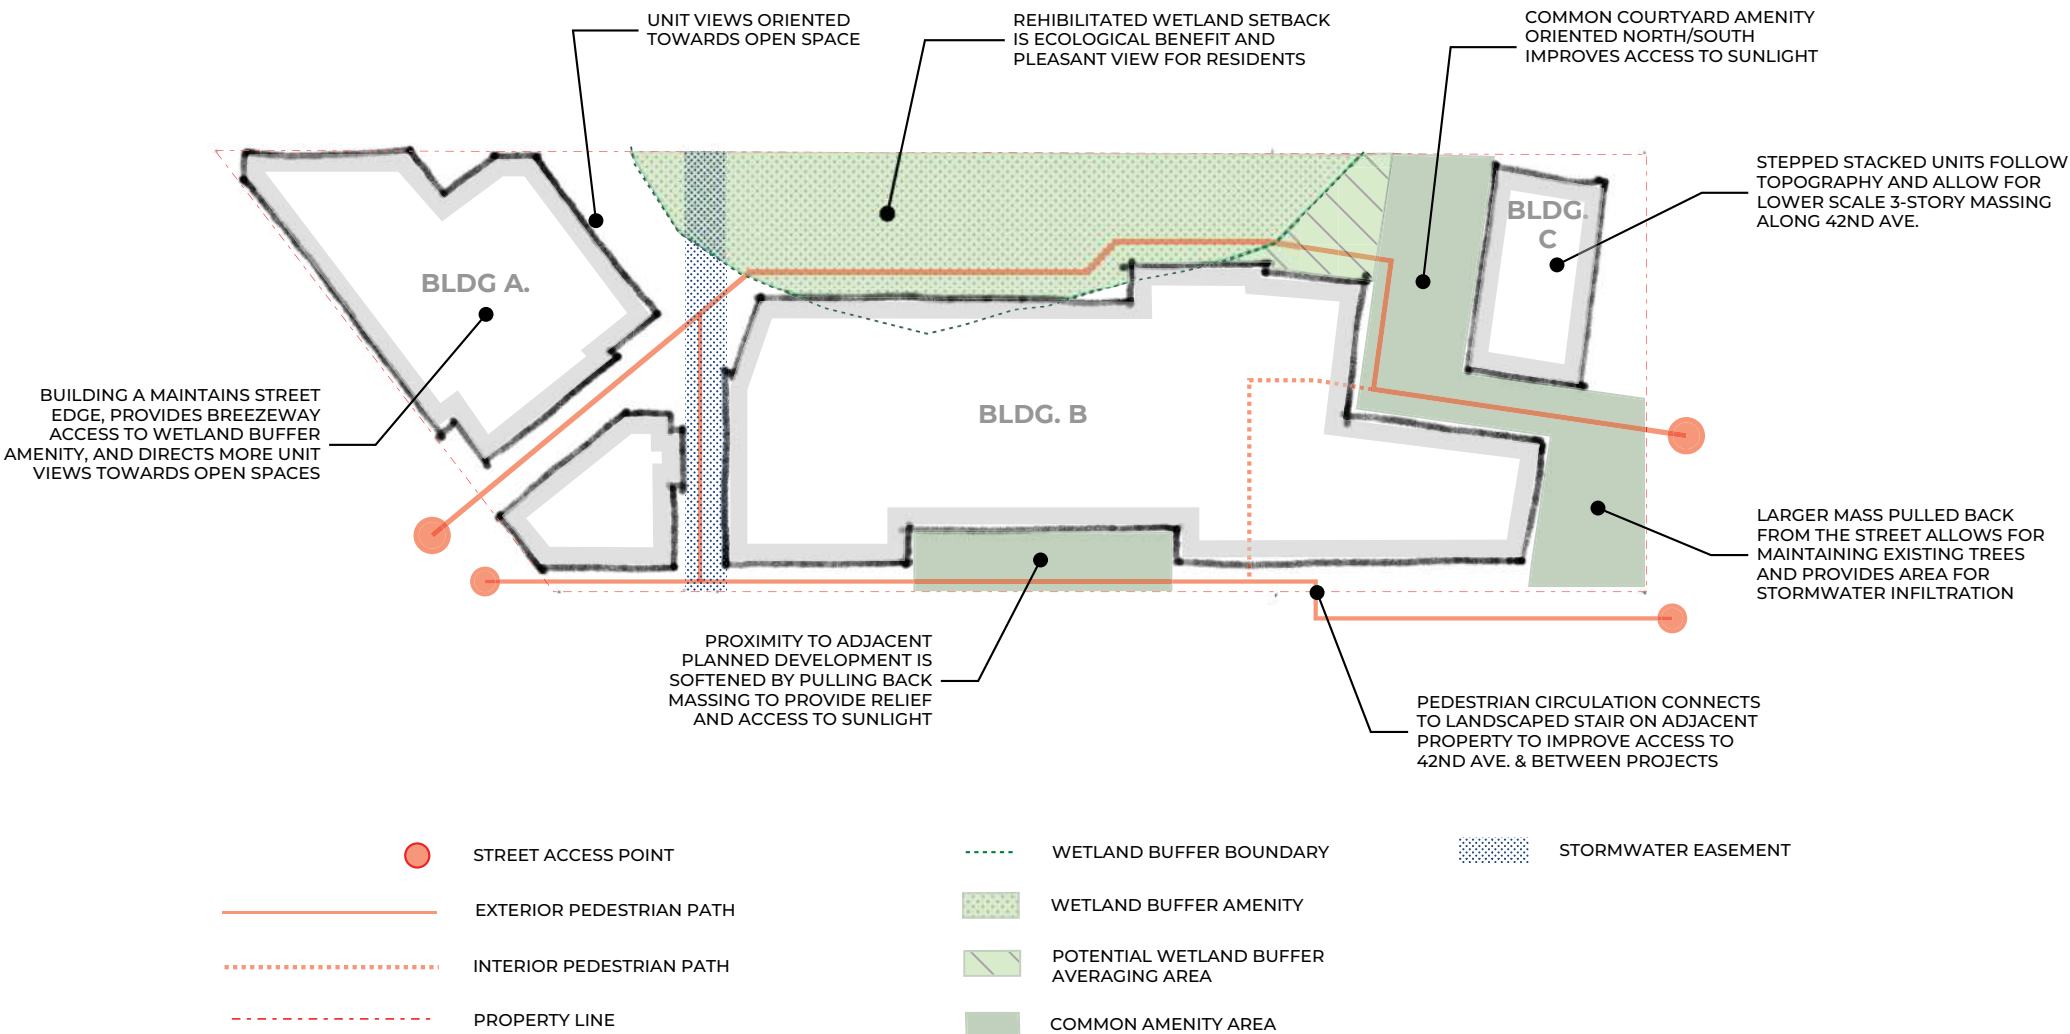 UNIT VIEWS ORIENTED
TOWARDS OPEN SPACE
REHIBILITATED WETLAND SETBACK
IS ECOLOGICAL BENEFIT AND
PLEASANT VIEW FOR RESIDENTS
COMMON COURTYARD AMENITY
ORIENTED NORTH/SOUTH
IMPROVES ACCESS TO SUNLIGHT
STEPPED STACKED UNITS FOLLOW
TOPOGRAPHY AND ALLOW FOR
LOWER SCALE 3-STORY MASSING
ALONG 42ND AVE.
BLDG.
C
BLDG A.
BLDG. B
BUILDING A MAINTAINS STREET
EDGE, PROVIDES BREEZEWAY
ACCESS TO WETLAND BUFFER
AMENITY, AND DIRECTS MORE UNIT
VIEWS TOWARDS OPEN SPACES
LARGER MASS PULLED BACK
FROM THE STREET ALLOWS FOR
MAINTAINING EXISTING TREES
AND PROVIDES AREA FOR
STORMWATER INFILTRATION
PROXIMITY TO ADJACENT
PLANNED DEVELOPMENT IS
SOFTENED BY PULLING BACK
MASSING TO PROVIDE RELIEF
AND ACCESS TO SUNLIGHT
PEDESTRIAN CIRCULATION CONNECTS
TO LANDSCAPED STAIR ON ADJACENT
PROPERTY TO IMPROVE ACCESS TO
42ND AVE. & BETWEEN PROJECTS
STREET ACCESS POINT
EXTERIOR PEDESTRIAN PATH
INTERIOR PEDESTRIAN PATH
PROPERTY LINE
WETLAND BUFFER BOUNDARY
WETLAND BUFFER AMENITY
POTENTIAL WETLAND BUFFER
AVERAGING AREA
COMMON AMENITY AREA
STORMWATER EASEMENT